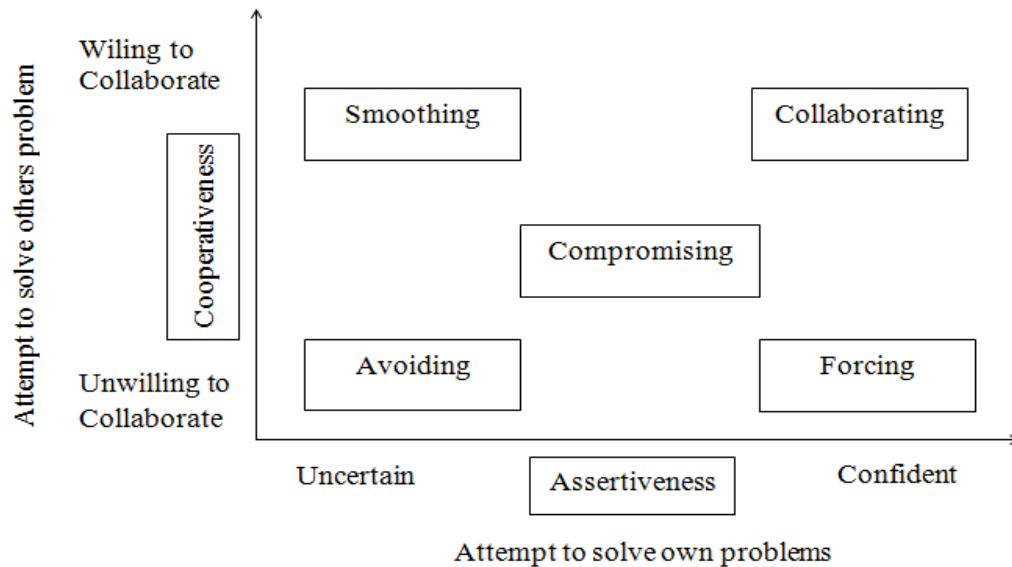 Wiling to
Collaborate
Smoothing
Collaborating
Attempt to solve others problem
Cooperativeness
Compromising
Avoiding
Forcing
Unwilling to
Collaborate
Uncertain
Assertiveness
Confident
Attempt to solve own problems